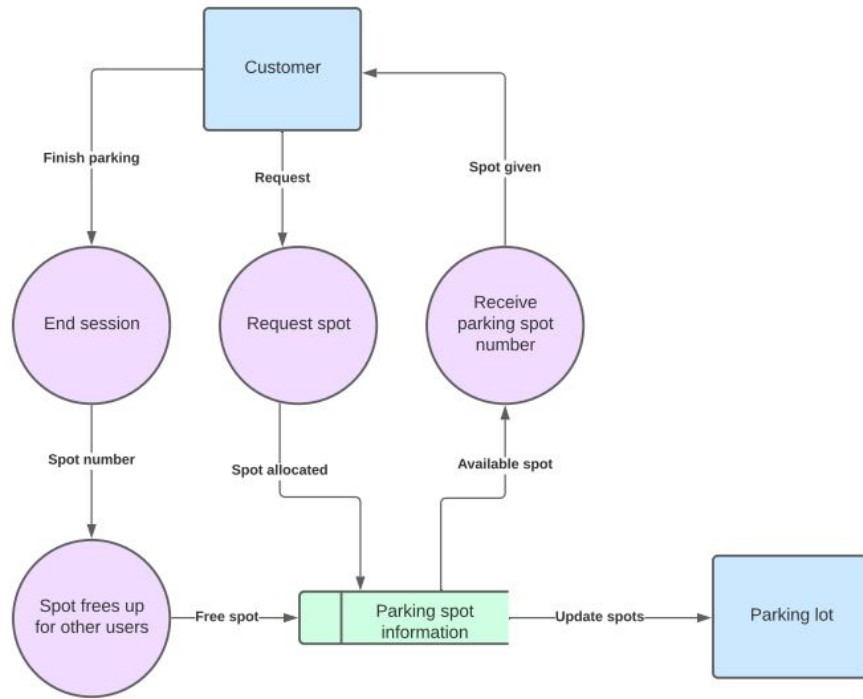 Customer
Finish parking
Request
Spot given
End session
Request spot
Receive
parking spot
number
Spot number
Spot allocated
Available spot
Spot frees up
for other users
Free spot
Parking spot
information
Update spots
Parking lot